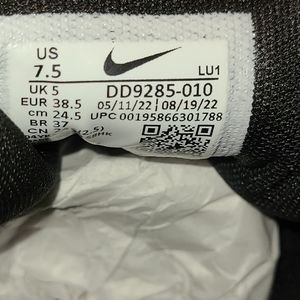 US
7.5
LU1
UK 5
EUR 38.5
cm 24.5
BR 37
CN
DD9285-010
05/11/22 08/19/22
UPC 00195866301788